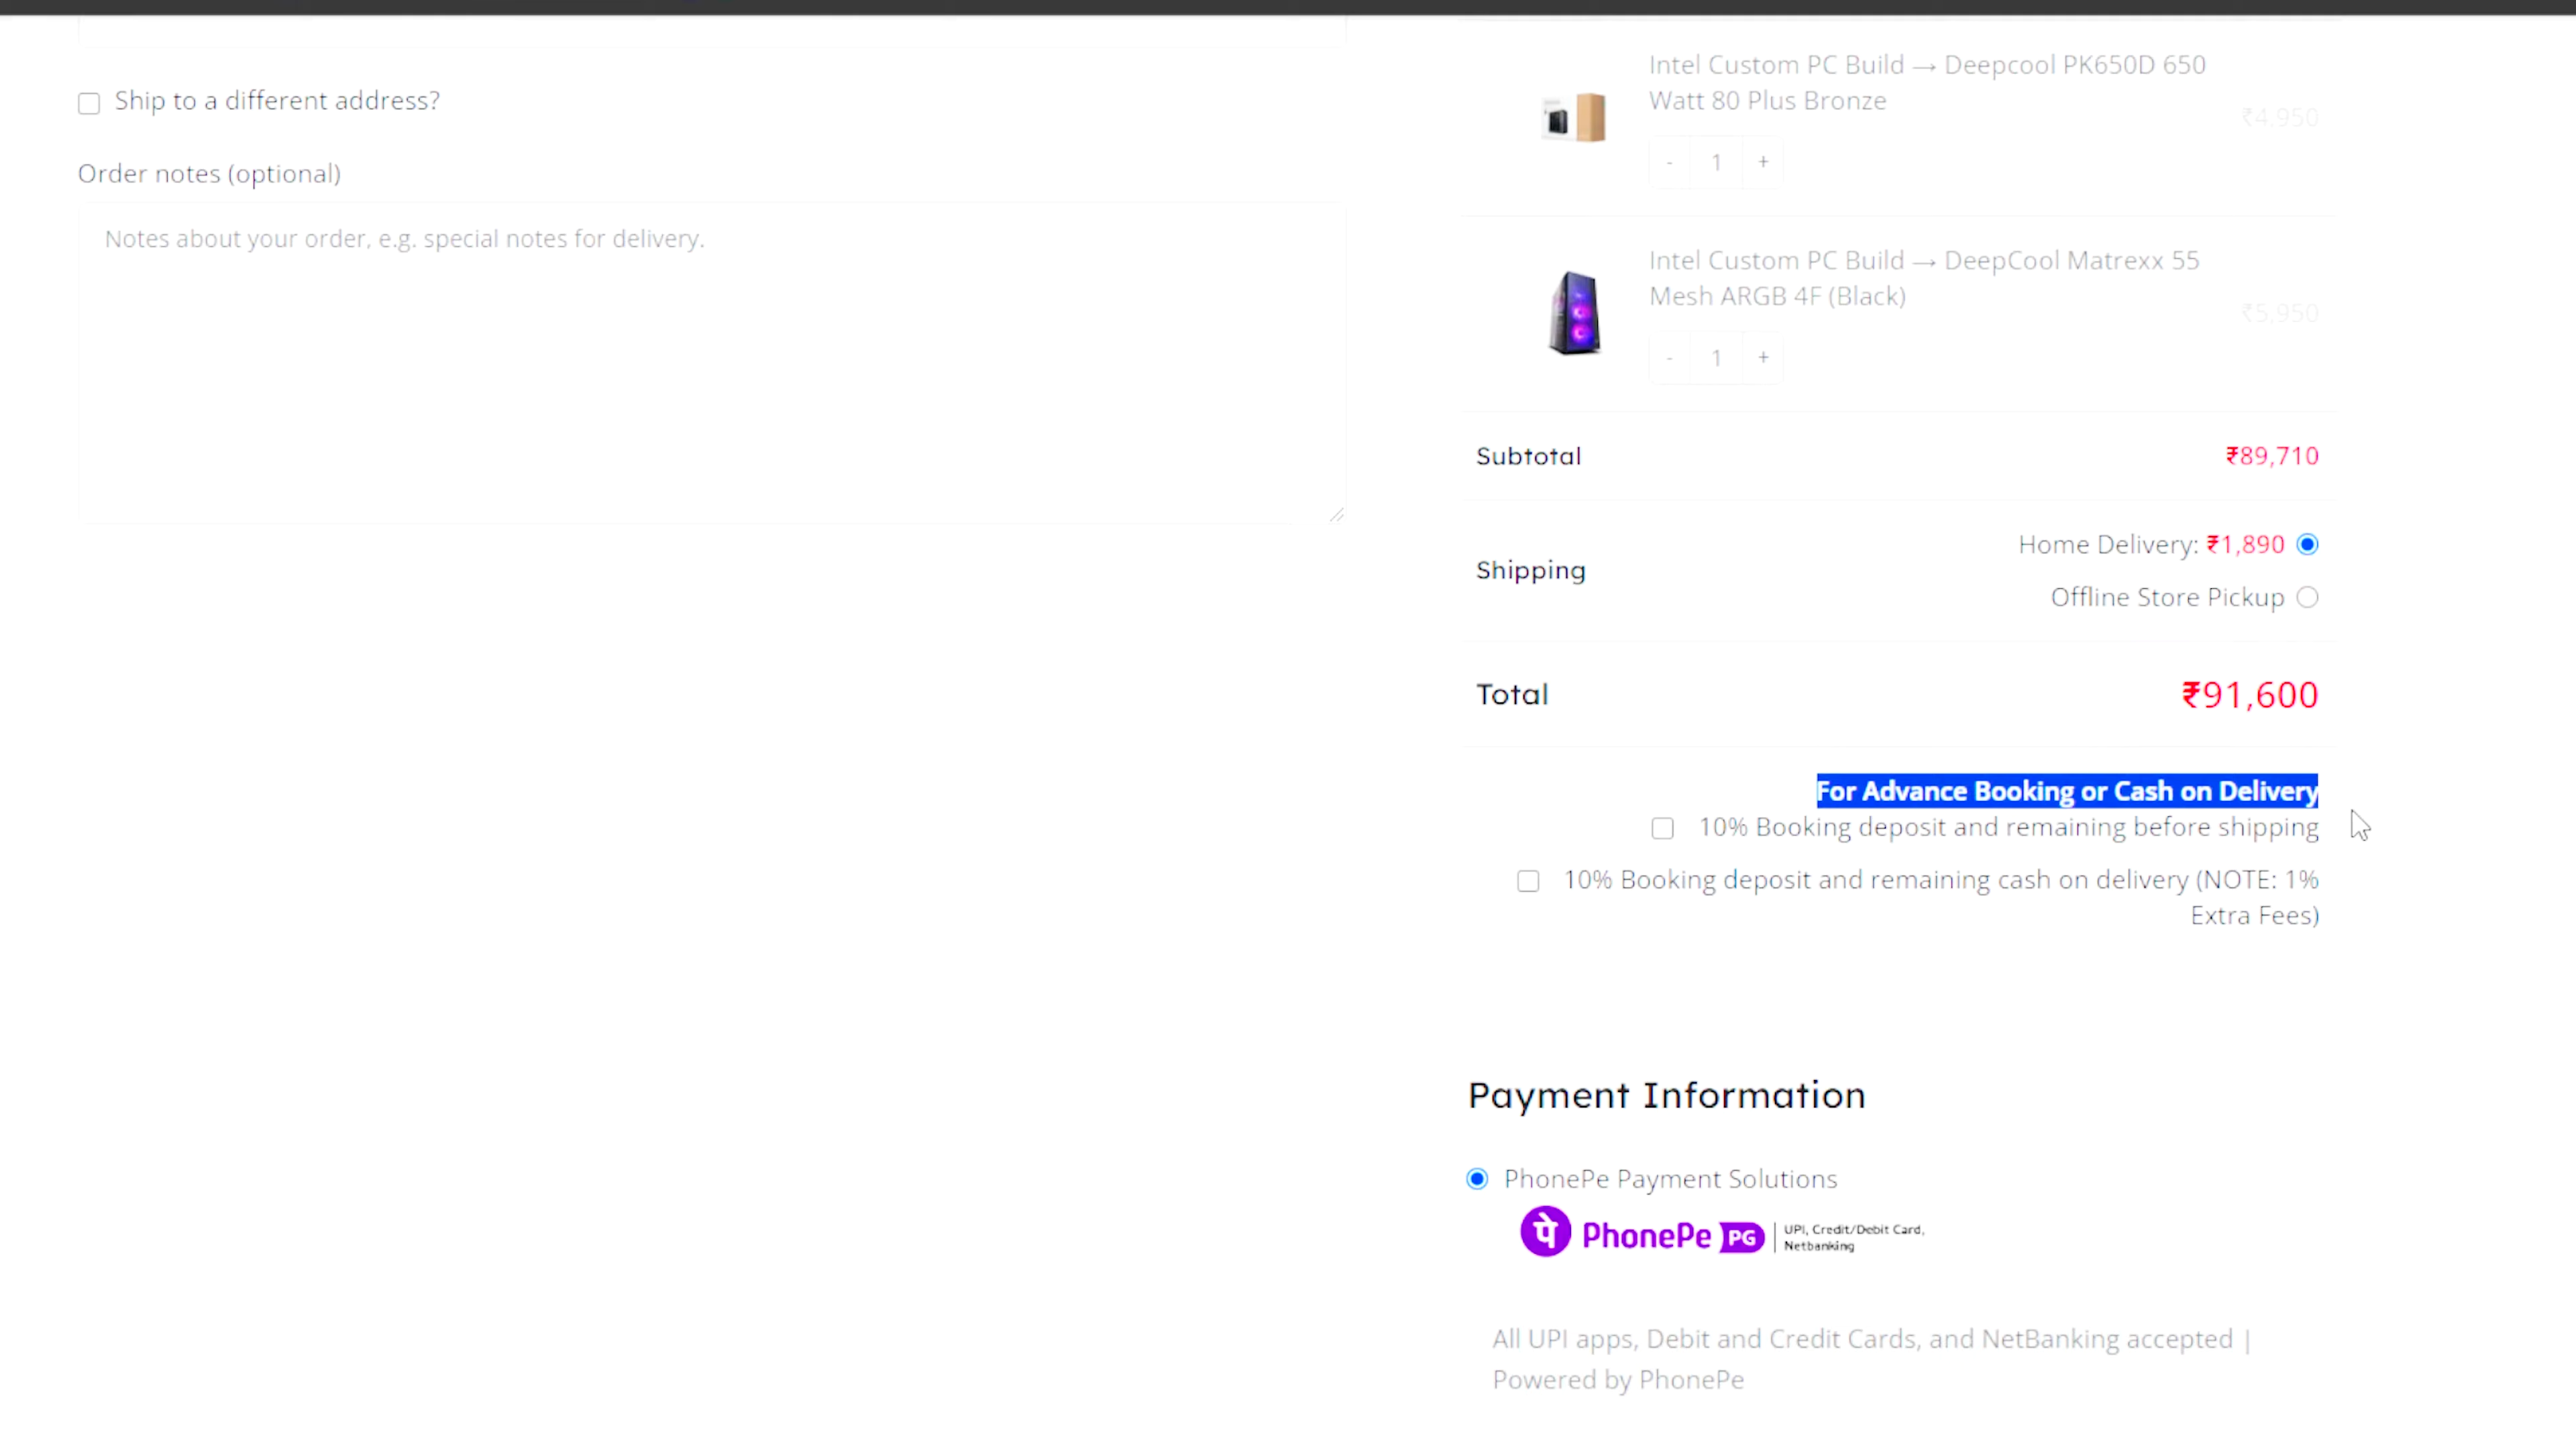 Ship to a different address?
Order notes (optional)
Notes about your order, e.g. special notes for delivery.
Intel Custom PC Build → Deepcool PK650D 650
Watt 80 Plus Bronze
₹4,950
- 1 +
Intel Custom PC Build → DeepCool Matrexx 55
Mesh ARGB 4F (Black)
₹5,950
- 1 +
Subtotal ₹89,710
Shipping
Home Delivery: ₹1,890
Offline Store Pickup
Total ₹91,600
For Advance Booking or Cash on Delivery
10% Booking deposit and remaining before shipping
10% Booking deposit and remaining cash on delivery (NOTE: 1%
Extra Fees)
Payment Information
PhonePe Payment Solutions
पे PhonePe PG
UPI, Credit/Debit Card,
Netbanking
All UPI apps, Debit and Credit Cards, and NetBanking accepted |
Powered by PhonePe